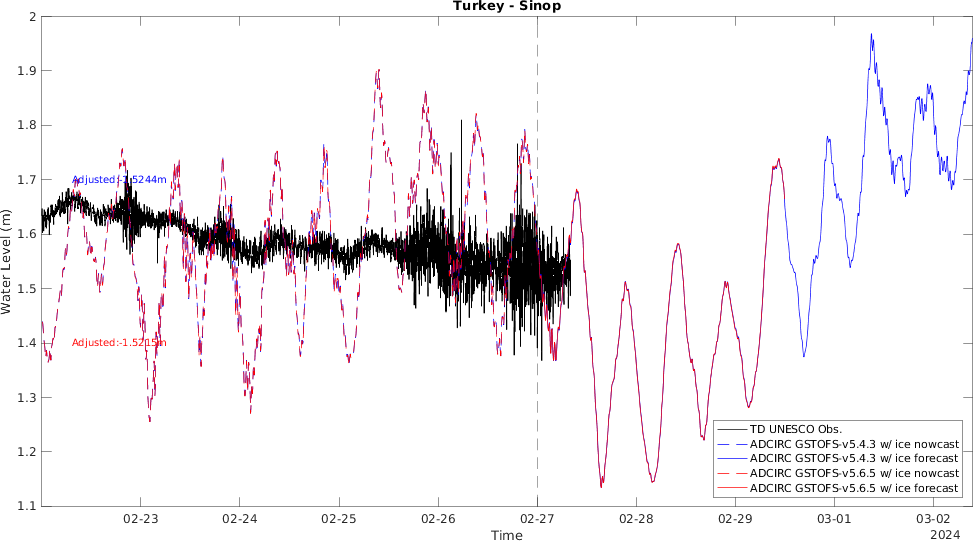 Turkey - Sinop
2
1.9
1.8
1.7
1.6
1.5
1.4
1.3
1.2
1.1
Water Level (m)
Adjusted:-1.5244m
Adjusted:-1.5215m
TD UNESCO Obs.
ADCIRC GSTOFS-v5.4.3 w/ ice nowcast
ADCIRC GSTOFS-v5.4.3 w/ ice forecast
ADCIRC GSTOFS-v5.6.5 w/ ice nowcast
ADCIRC GSTOFS-v5.6.5 w/ ice forecast
02-23 02-24 02-25 02-26 02-27 02-28 02-29 03-01 03-02
Time
2024